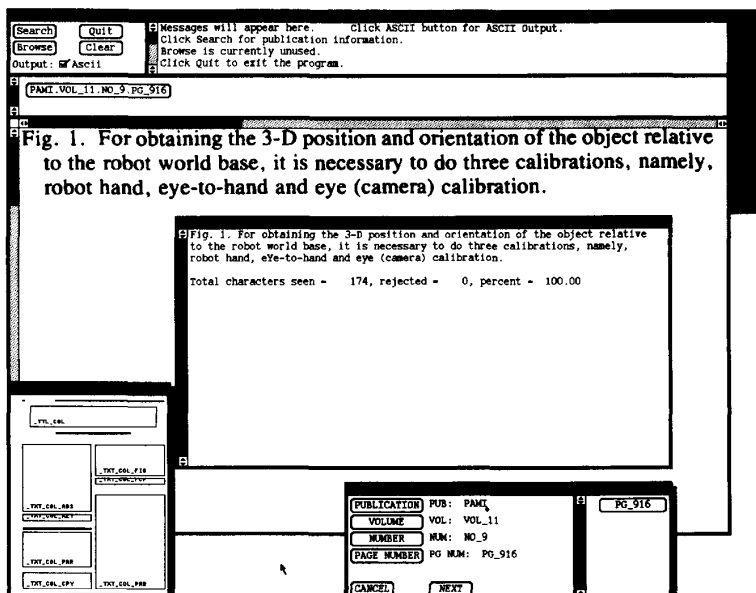 Search Quit
Browse Clear
Output: Ascii
Messages will appear here. Click ASCII button for ASCII Output.
Click Search for publication information.
Browse is currently unused.
Click Quit to exit the program.
PAMI.VOL_11.NO_9.PG_916
Fig. 1. For obtaining the 3-D position and orientation of the object relative
to the robot world base, it is necessary to do three calibrations, namely,
robot hand, eye-to-hand and eye (camera) calibration.
Fig. 1. For obtaining the 3-D position and orientation of the object relative
to the robot world base, it is necessary to do three calibrations, namely,
robot hand, eYe-to-hand and eye (camera) calibration.
Total characters seen = 174, rejected = 0, percent = 100.00
_TTL_COL
_TXT_COL_FIG
_TXT_COL_ABS
_TXT_COL_PAR
_TXT_COL_CPY
_TXT_COL_PAR
PUBLICATION PUB: PAMI
VOLUME VOL: VOL_11
NUMBER NUM: NO_9
PAGE NUMBER PG NUM: PG_916
CANCEL NEXT
PG_916